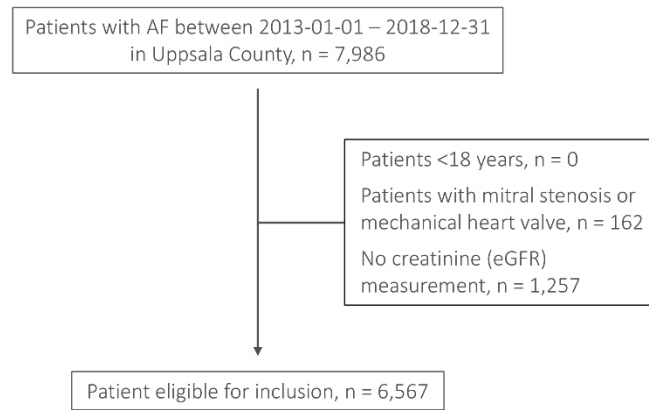 Patients with AF between 2013-01-01 – 2018-12-31
in Uppsala County, n = 7,986
Patients <18 years, n = 0
Patients with mitral stenosis or
mechanical heart valve, n = 162
No creatinine (eGFR)
measurement, n = 1,257
Patient eligible for inclusion, n = 6,567